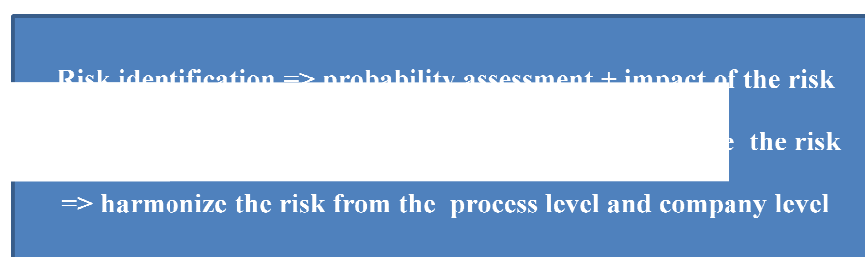 Risk identification => probability assessment + impact of the risk
the risk
=> harmonize the risk from the process level and company level